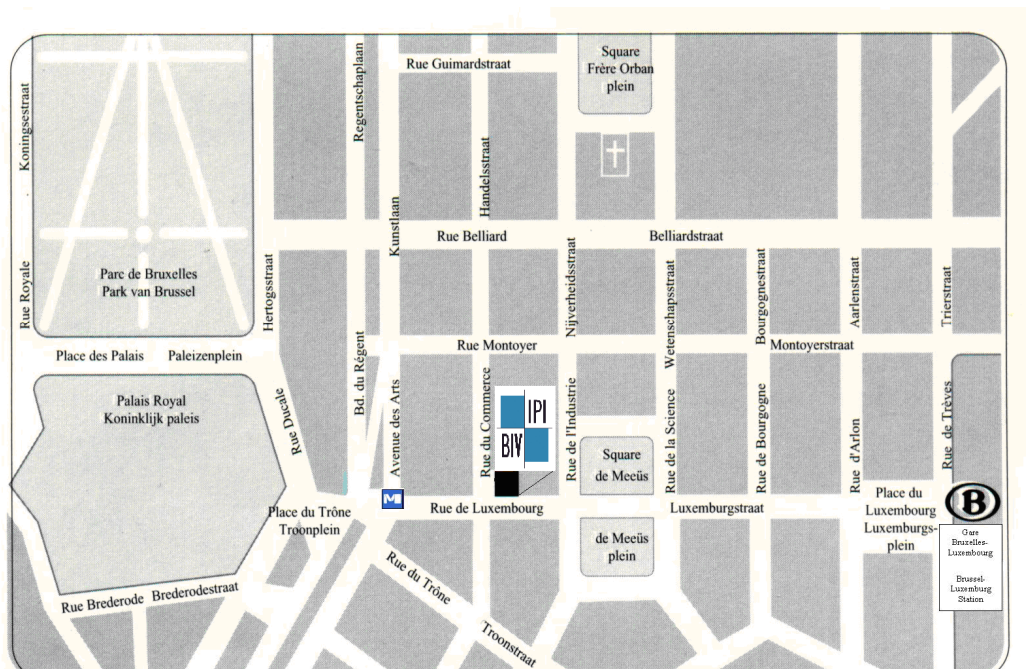 Koningsestraat
Rue Royale
Parc de Bruxelles
Park van Brussel
Hertogsstraat
Rue Ducale
Regentschaplaan
Bd. du Régent
Kunstlaan
Avenue des Arts
Rue Guimardstraat
Handelsstraat
Rue du Commerce
Square
Frère Orban
plein
Rue Belliard
Belliardstraat
Nijverheidsstraat
Rue de l'Industrie
Wetenschapsstraat
Rue de la Science
Bourgognestraat
Rue de Bourgogne
Aarlenstraat
Rue d'Arlon
Trierstraat
Rue de Trèves
Place des Palais Paleizenplein
Rue Montoyer
Montoyerstraat
Palais Royal
Koninklijk paleis
IPI
BIV
Square
de Meeüs
M
Place du Trône
Troonplein
Rue de Luxembourg
Luxemburgstraat
Place du
Luxembourg
Luxemburgs-
plein
B
Gare
Bruxelles-
Luxembourg
Brussel-
Luxemburg
Station
de Meeüs
plein
Rue du Trône
Troonstraat
Rue Brederode Brederodestraat